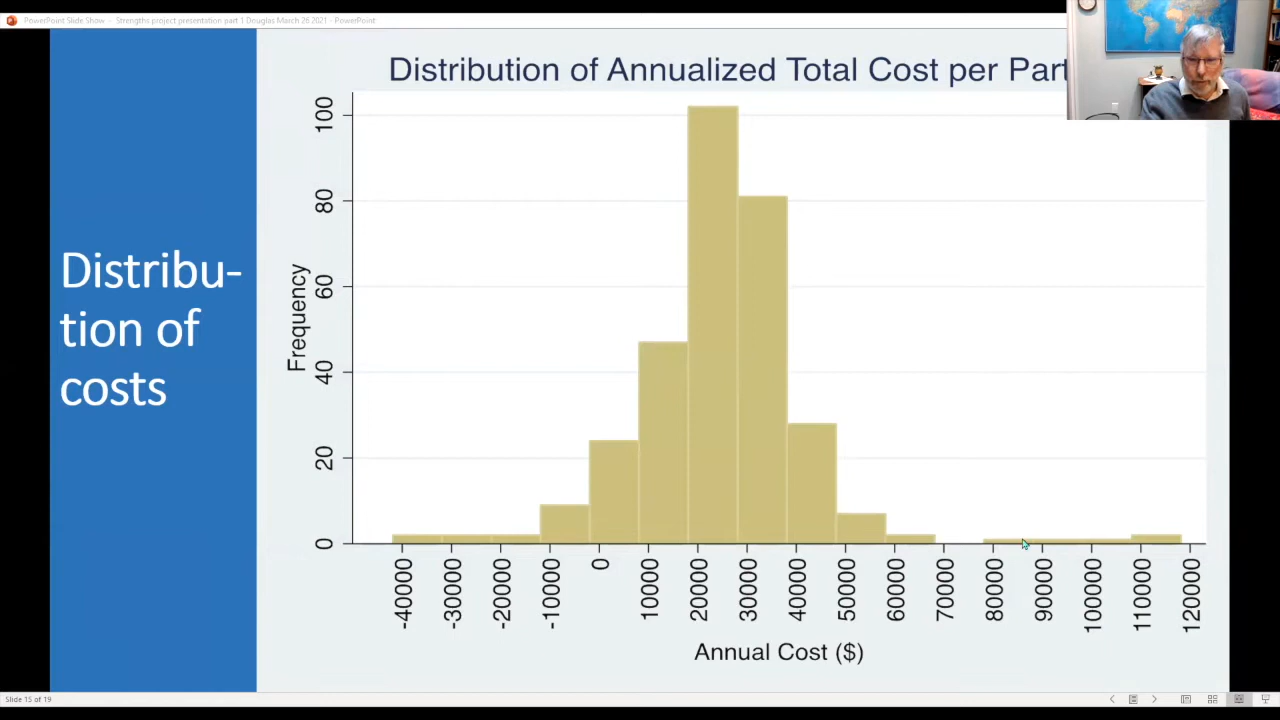 PowerPoint Slide Show - Strengths project presentation part 1 Douglas March 26 2021 - PowerPoint
Distribu-
tion of
costs
Distribution of Annualized Total Cost per Part
Frequency
100
80
60
40
20
0
-40000
-30000
-20000
-10000
0
10000
20000
30000
40000
50000
60000
70000
80000
90000
100000
110000
120000
Annual Cost ($)
Slide 15 of 19